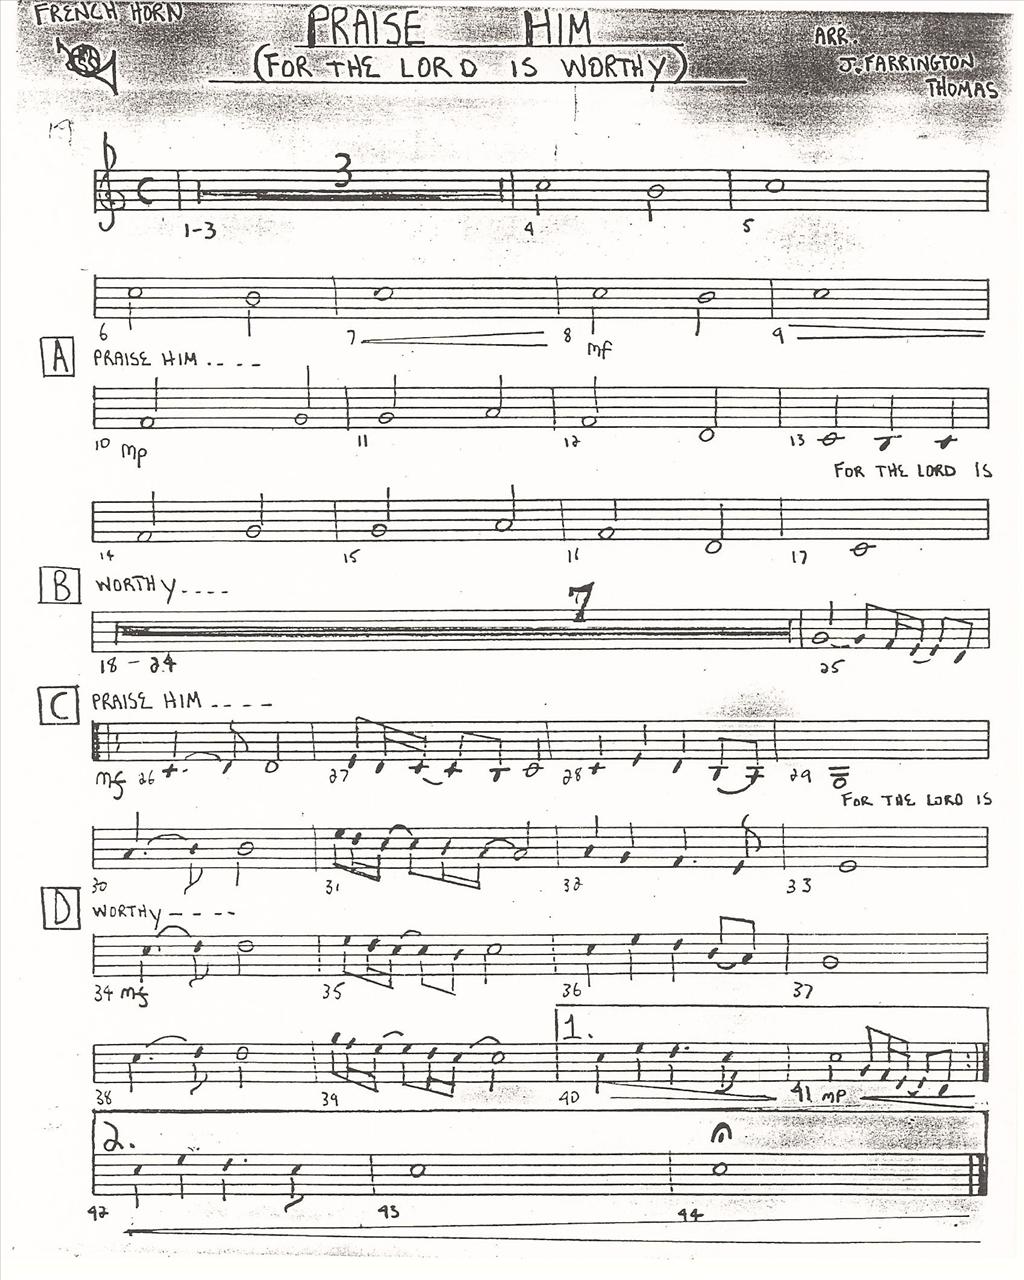 FRENCH HORN
PRAISE HIM
(FOR THE LORD IS WORTHY)
ARR.
J. FARRINGTON
THOMAS
3
1-3 4 5
6 7 8 mf 9
A PRAISE HIM ----
10 mp 11 12 13
FOR THE LORD IS
14 15 16 17
B WORTHY----
7
18 - 24 25
C PRAISE HIM ----
mf 26 27 28 29
FOR THE LORD IS
30 31 32 33
D WORTHY----
34 mf 35 36 37
1.
38 39 40 41 mp
2.
42 43 44